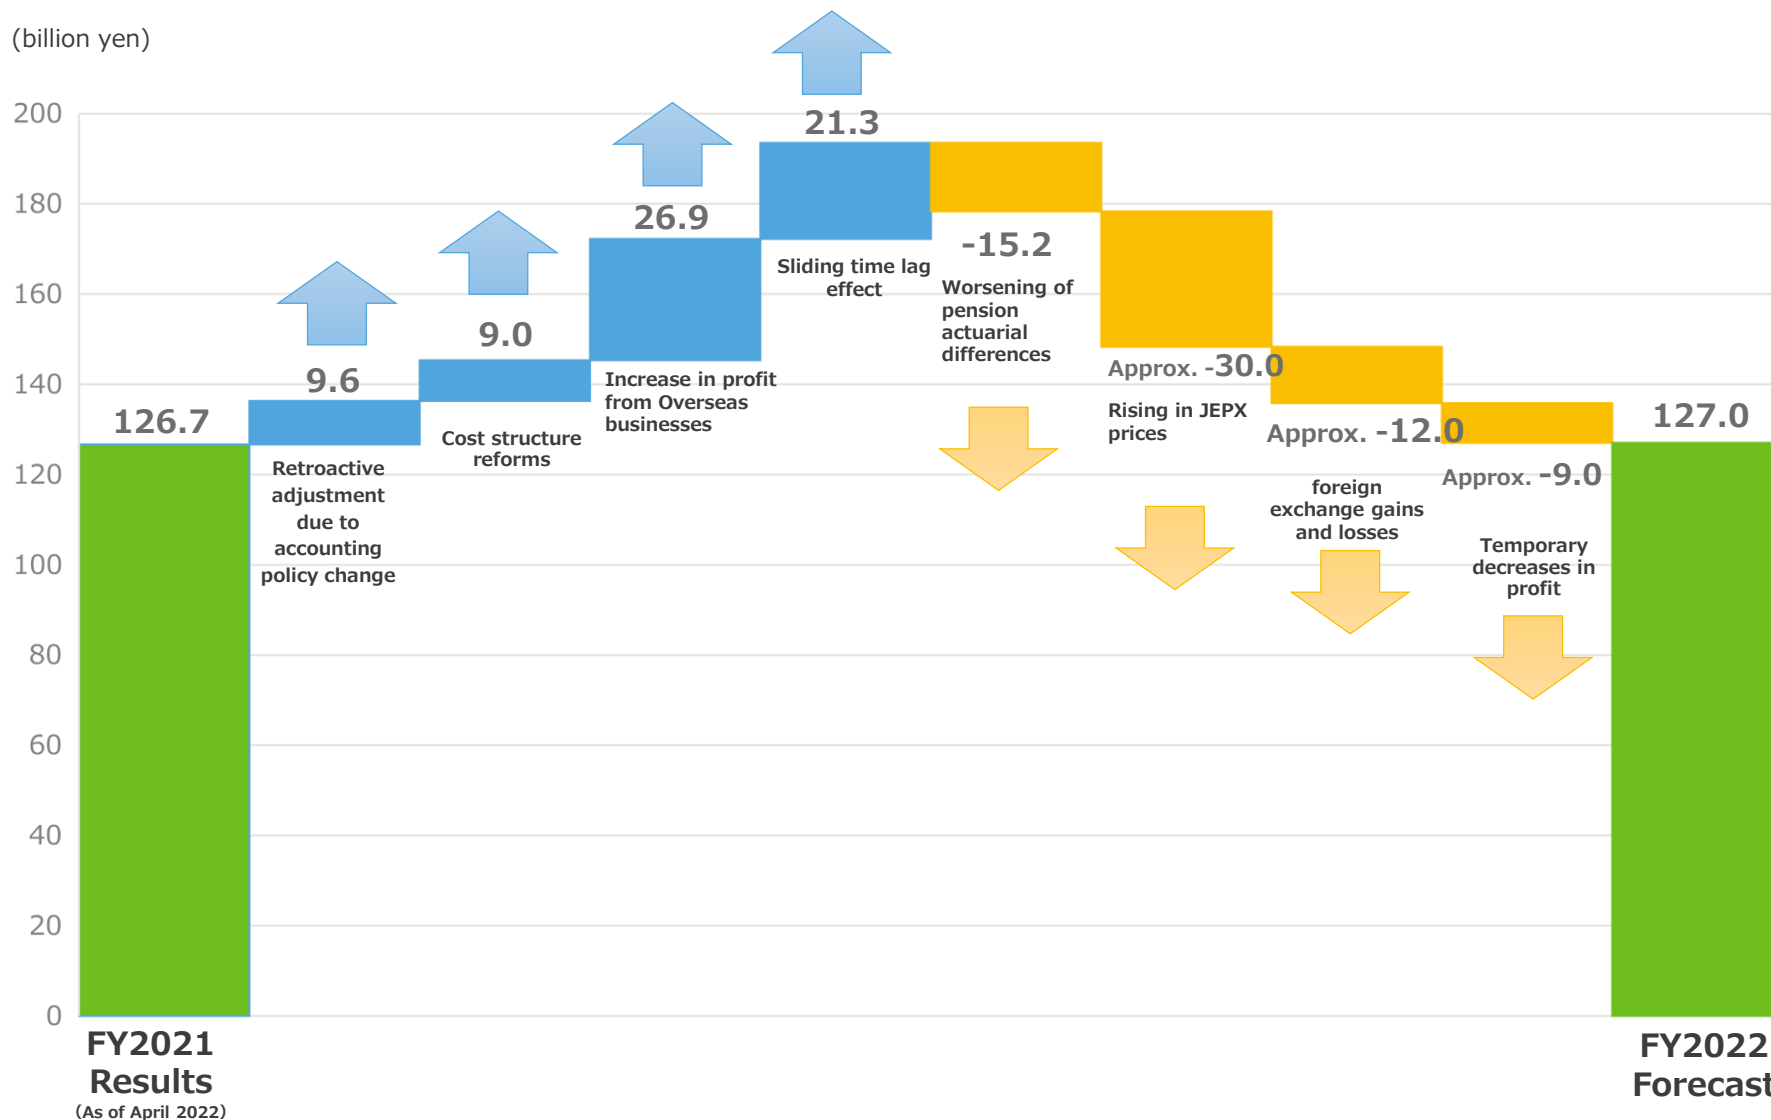 (billion yen)
200
180
160
140
120
100
80
60
40
20
0
126.7
9.6
Retroactive
adjustment
due to
accounting
policy change
9.0
Cost structure
reforms
26.9
Increase in profit
from Overseas
businesses
21.3
Sliding time lag
effect
-15.2
Worsening of
pension
actuarial
differences
Approx. -30.0
Rising in JEPX
prices
Approx. -12.0
foreign
exchange gains
and losses
Approx. -9.0
Temporary
decreases in
profit
127.0
FY2021
Results
(As of April 2022)
FY2022
Forecast